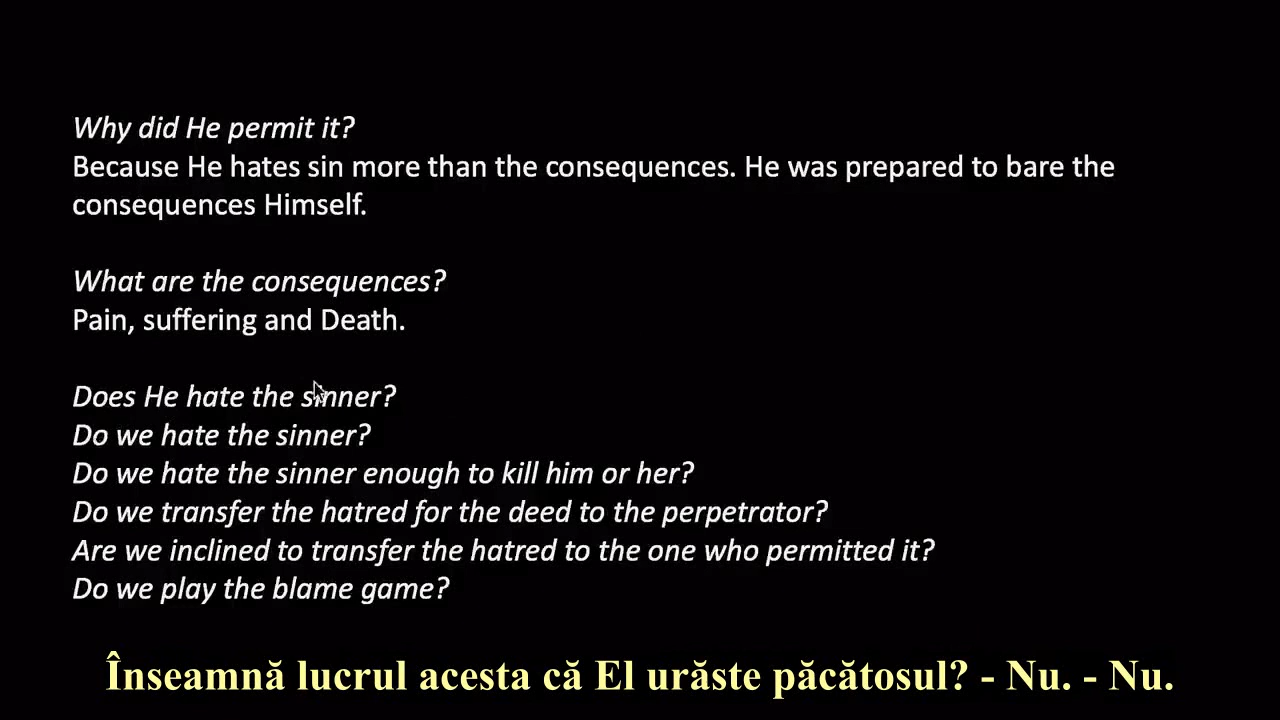 Why did He permit it?
Because He hates sin more than the consequences. He was prepared to bare the
consequences Himself.
What are the consequences?
Pain, suffering and Death.
Does He hate the sinner?
Do we hate the sinner?
Do we hate the sinner enough to kill him or her?
Do we transfer the hatred for the deed to the perpetrator?
Are we inclined to transfer the hatred to the one who permitted it?
Do we play the blame game?
Înseamnă lucrul acesta că El urăste păcătosul? - Nu. - Nu.